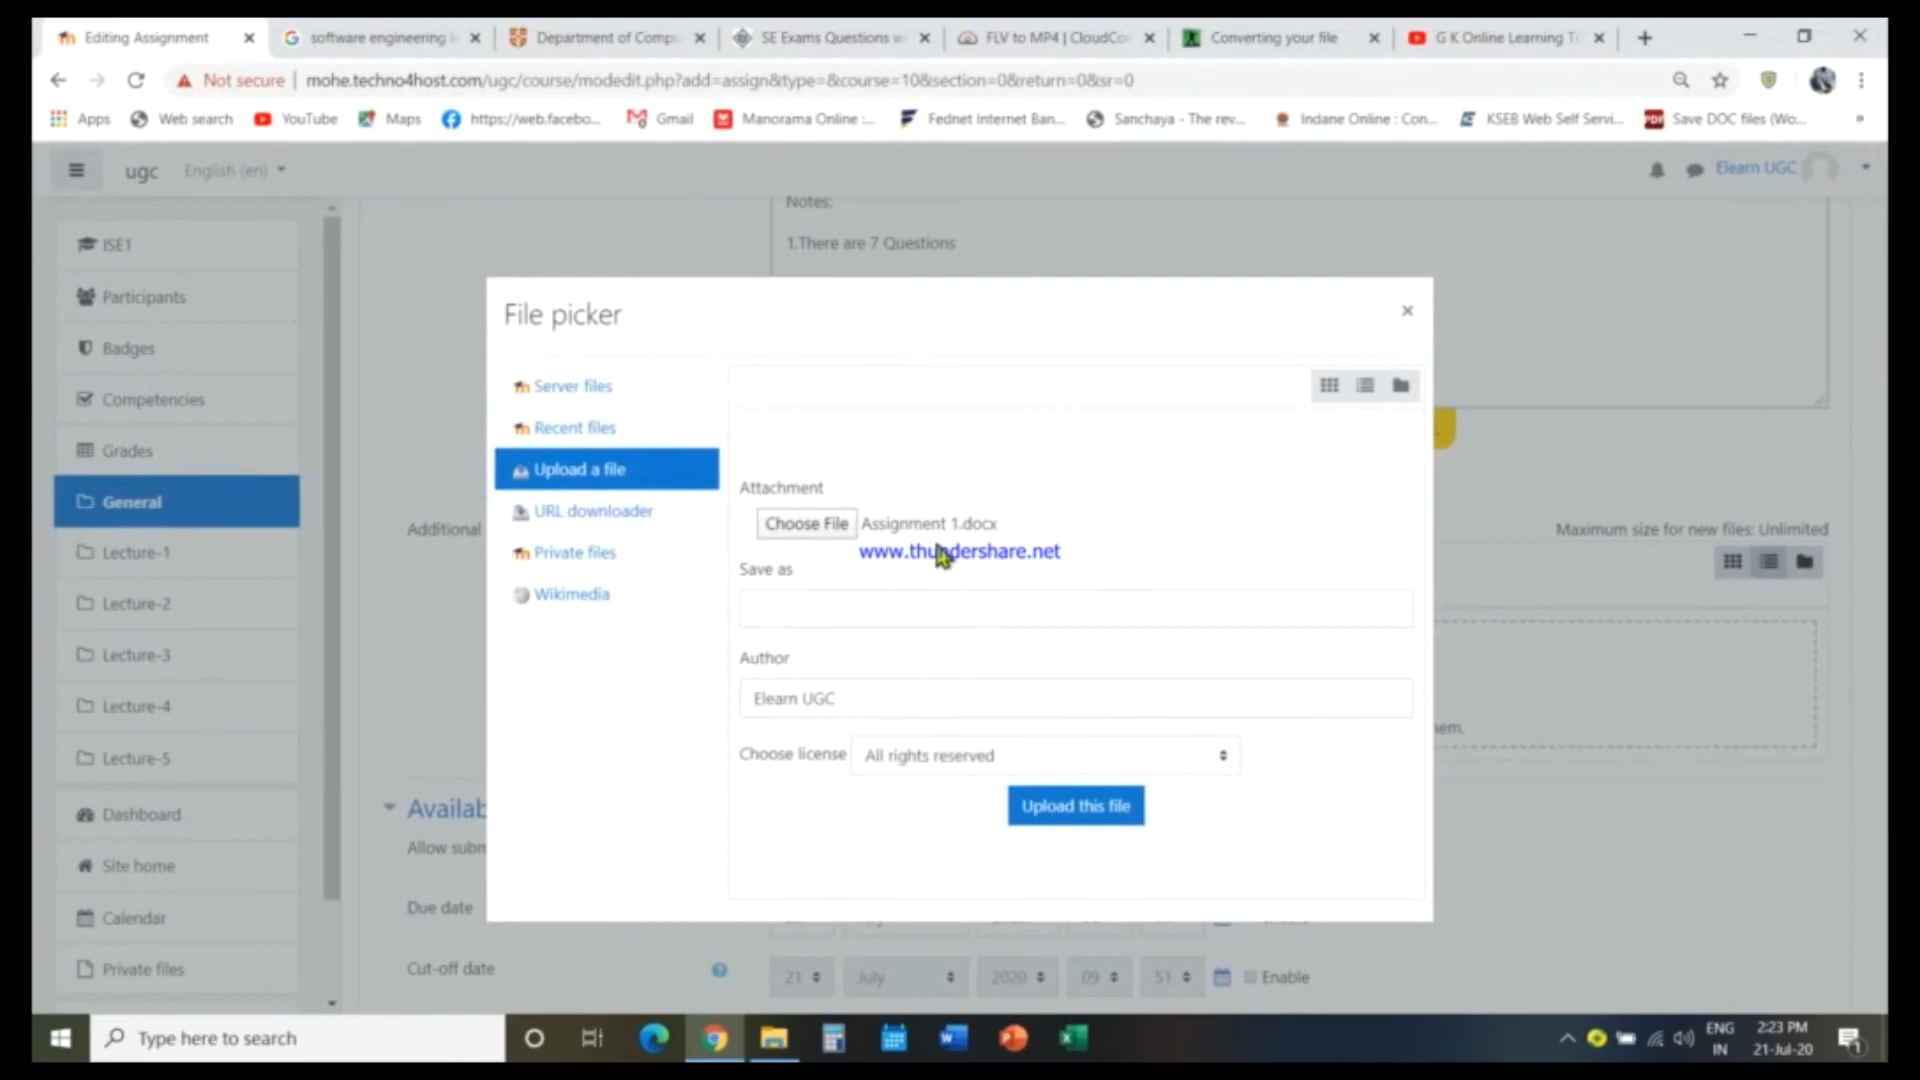 Editing Assignment
software engineering
Department of Compu
SE Exams Questions w
FLV to MP4 | CloudCo
Converting your file
G K Online Learning T
Not secure | mohe.techno4host.com/ugc/course/modedit.php?add=assign&type=&course=10&section=0&return=0&sr=0
Apps
Web search
YouTube
Maps
https://web.facebo...
Gmail
Manorama Online :...
Fednet Internet Ban...
Sanchaya - The rev...
Indane Online : Con...
KSEB Web Self Servi...
Save DOC files (Wo...
ugc
English (en)
Elearn UGC
ISE1
Participants
Badges
Competencies
Grades
General
Lecture-1
Lecture-2
Lecture-3
Lecture-4
Lecture-5
Dashboard
Site home
Calendar
Private files
Notes:
1.There are 7 Questions
Additional
Maximum size for new files: Unlimited
File picker
Server files
Recent files
Upload a file
URL downloader
Private files
Wikimedia
Attachment
Choose File Assignment 1.docx
www.thundershare.net
Save as
Author
Elearn UGC
Choose license All rights reserved
Upload this file
Availab
Allow subm
Due date
Cut-off date
21 July 2020 09 51 Enable
Type here to search
ENG
IN
2:23 PM
21-Jul-20